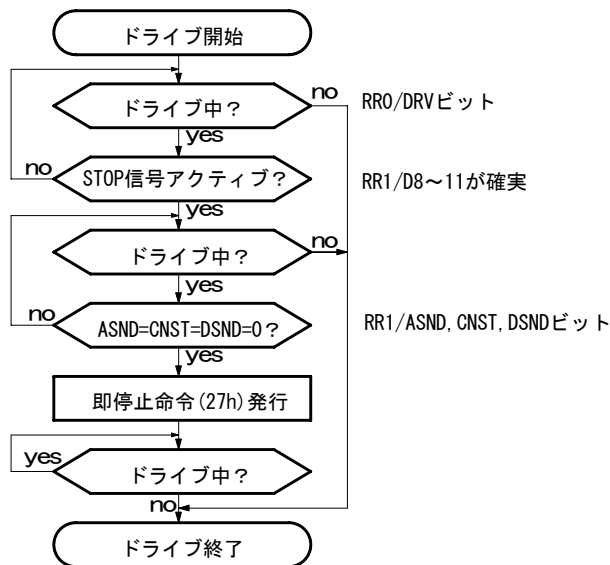 ドライブ開始
ドライブ中?
no
RR0/DRVビット
yes
no
STOP信号アクティブ?
RR1/D8～11が確実
yes
ドライブ中?
no
yes
no
ASND=CNST=DSND=0?
RR1/ASND, CNST, DSNDビット
yes
即停止命令(27h)発行
yes
ドライブ中?
no
ドライブ終了